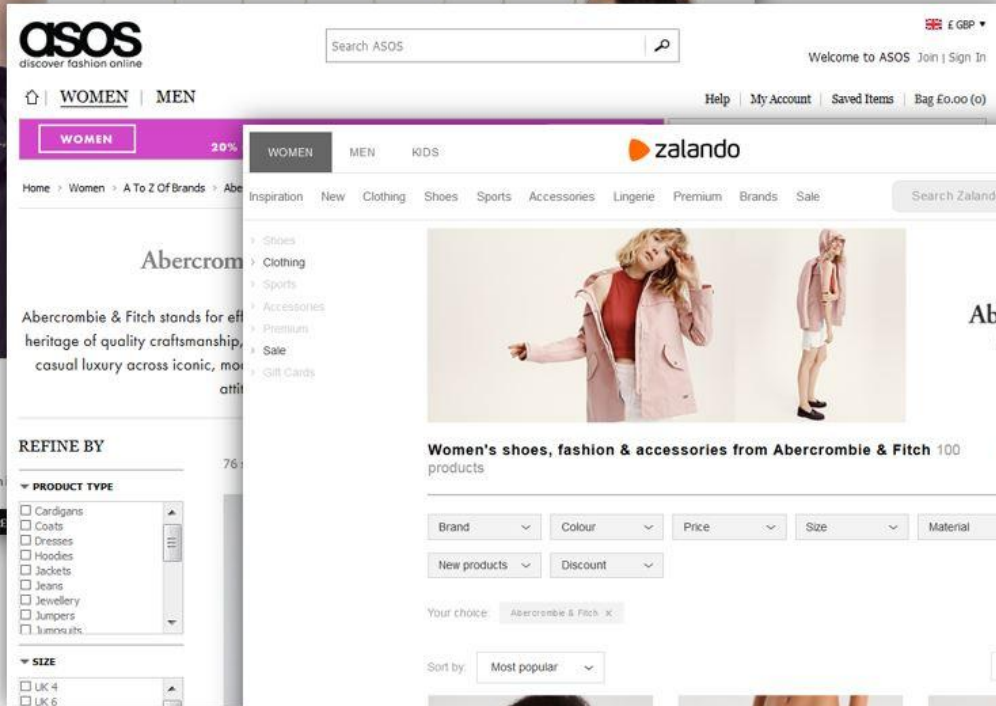 asos
discover fashion online
Search ASOS
£ GBP
Welcome to ASOS Join | Sign In
WOMEN | MEN
Help | My Account | Saved Items | Bag £0.00 (0)
WOMEN
20%
Home > Women > A To Z Of Brands > Abe
Abercrom
Abercrombie & Fitch stands for eff
heritage of quality craftsmanship,
casual luxury across iconic, mo
attit
REFINE BY
76
PRODUCT TYPE
Cardigans
Coats
Dresses
Hoodies
Jackets
Jeans
Jewellery
Jumpers
Jumpsuits
SIZE
UK 4
UK 6
WOMEN MEN KIDS
zalando
Inspiration New Clothing Shoes Sports Accessories Lingerie Premium Brands Sale
Search Zaland
> Shoes
> Clothing
> Sports
> Accessories
> Premium
> Sale
> Gift Cards
Ab
Women's shoes, fashion & accessories from Abercrombie & Fitch 100
products
Brand Colour Price Size Material
New products Discount
Your choice: Abercrombie & Fitch ×
Sort by: Most popular